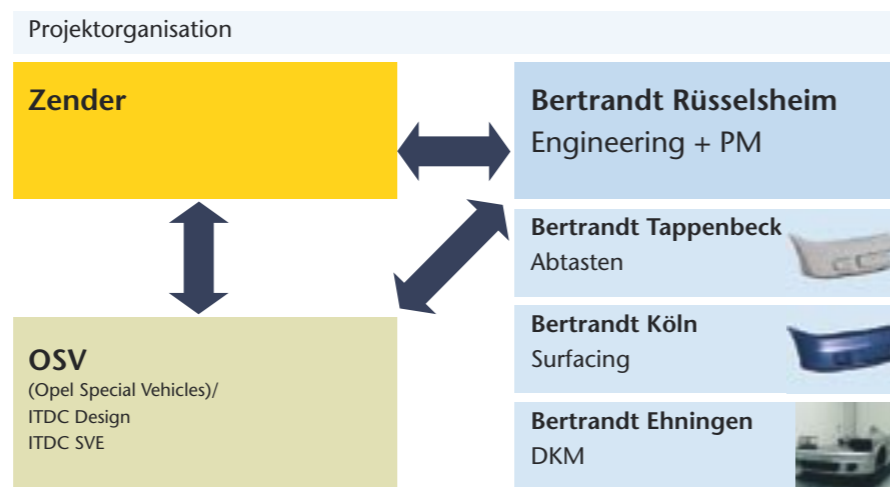 Projektorganisation
Zender
Bertrandt Rüsselsheim
Engineering + PM
Bertrandt Tappenbeck
Abtasten
Bertrandt Köln
Surfacing
Bertrandt Ehningen
DKM
OSV
(Opel Special Vehicles)/
ITDC Design
ITDC SVE